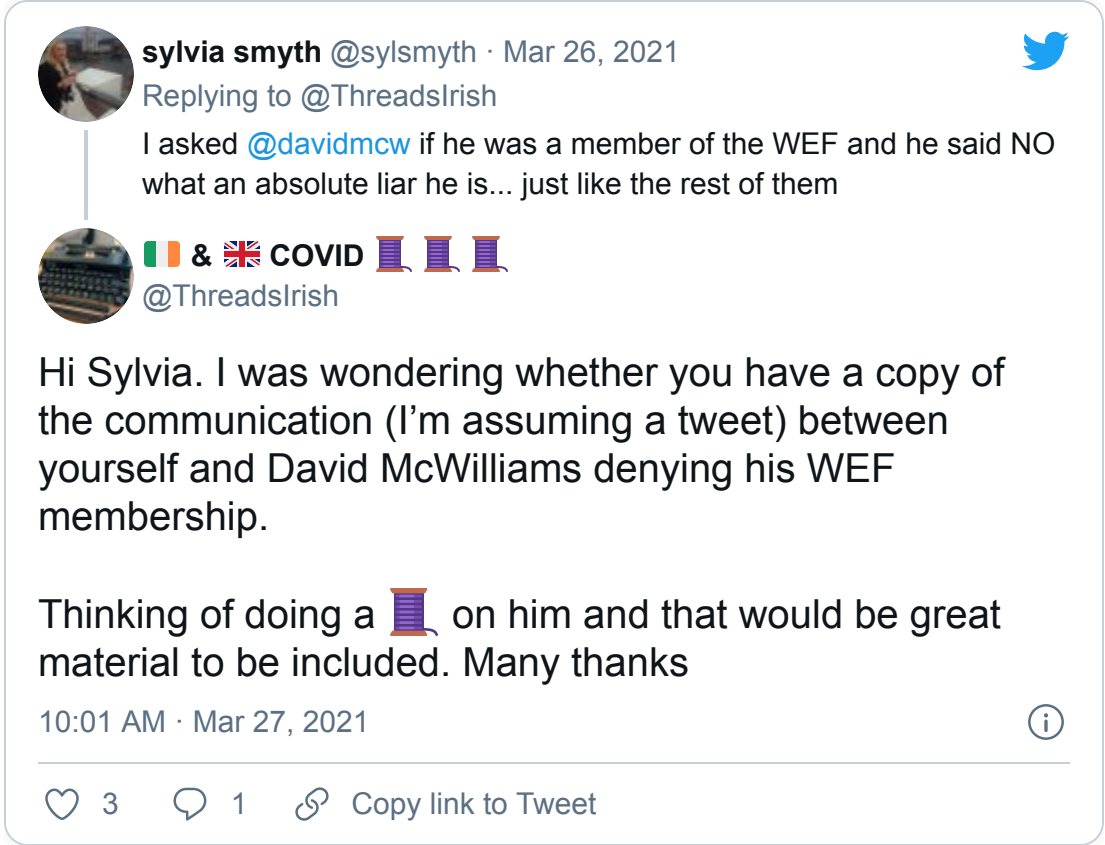 sylvia smyth @sylsmyth · Mar 26, 2021
Replying to @ThreadsIrish
I asked @davidmcw if he was a member of the WEF and he said NO
what an absolute liar he is... just like the rest of them
🇮🇪 & 🇬🇧 COVID 🧵 🧵 🧵
@ThreadsIrish
Hi Sylvia. I was wondering whether you have a copy of
the communication (I’m assuming a tweet) between
yourself and David McWilliams denying his WEF
membership.
Thinking of doing a 🧵 on him and that would be great
material to be included. Many thanks
10:01 AM · Mar 27, 2021
3 1 Copy link to Tweet